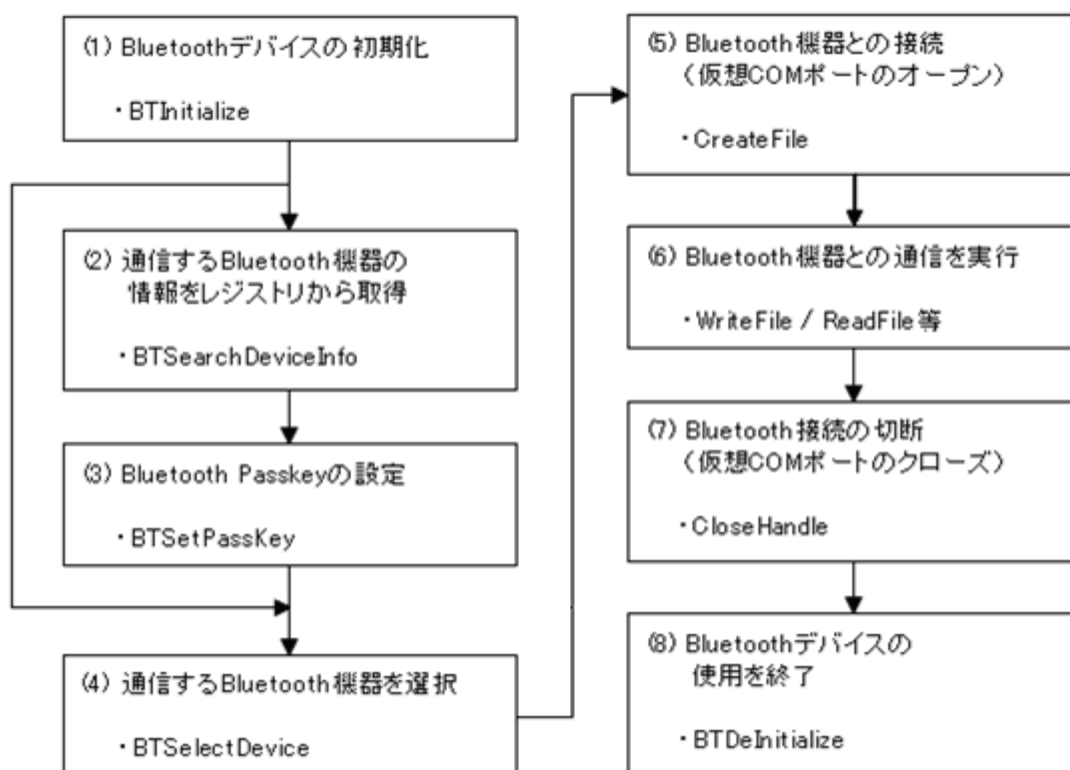 (1) Bluetoothデバイスの初期化
・BTInitialize
(2) 通信するBluetooth機器の
情報をレジストリから取得
・BTSearchDeviceInfo
(3) Bluetooth Passkeyの設定
・BTSetPassKey
(4) 通信するBluetooth機器を選択
・BTSelectDevice
(5) Bluetooth機器との接続
（仮想COMポートのオープン）
・CreateFile
(6) Bluetooth機器との通信を実行
・WriteFile / ReadFile等
(7) Bluetooth接続の切断
（仮想COMポートのクローズ）
・CloseHandle
(8) Bluetoothデバイスの
使用を終了
・BTDeInitialize